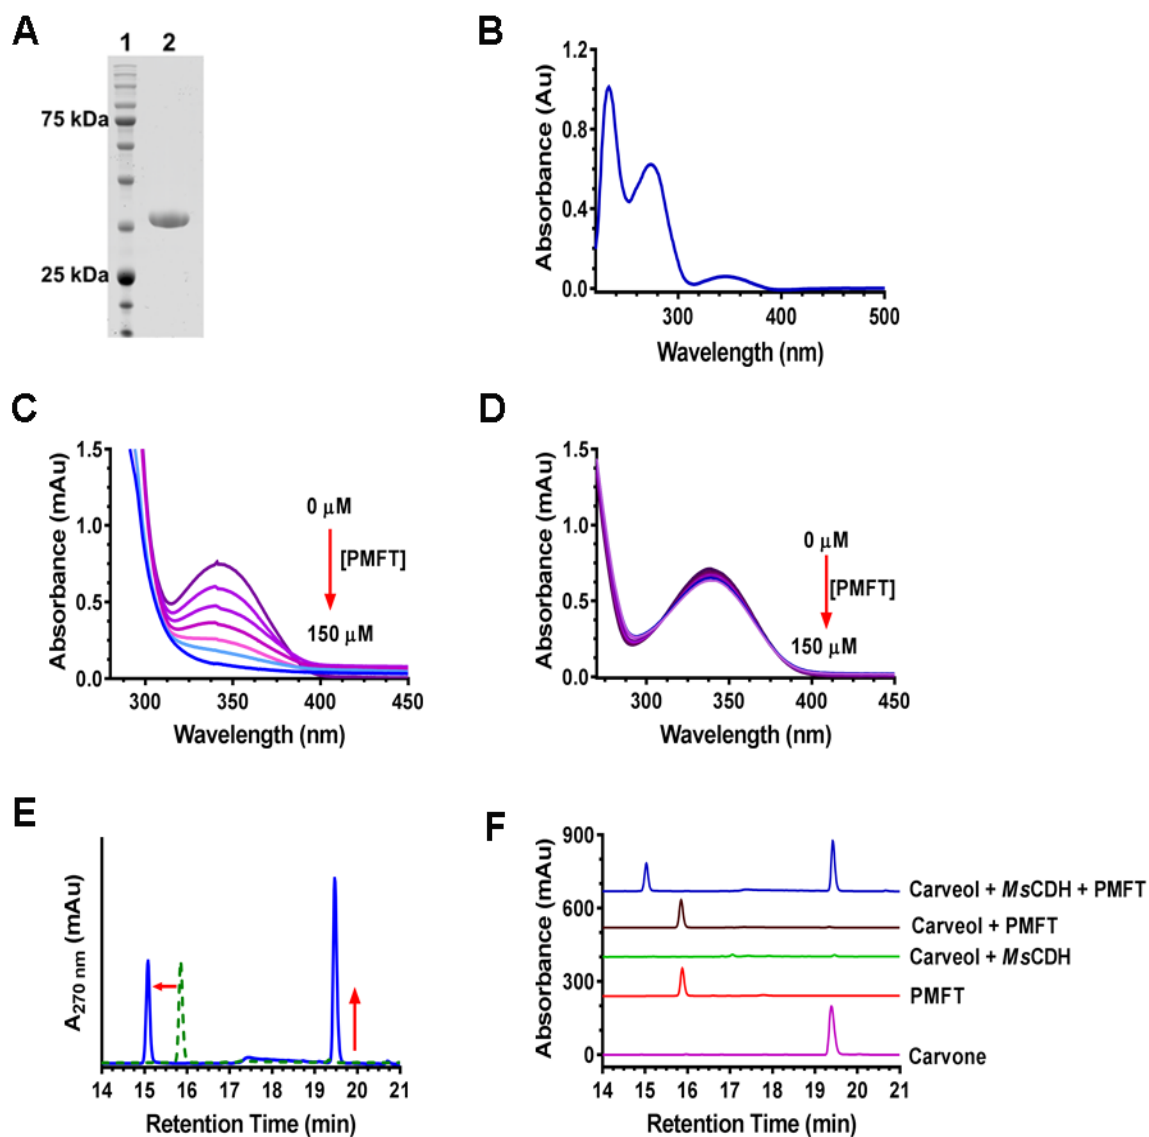 A
1 2
75 kDa
25 kDa
B
Absorbance (Au)
1.2
0.8
0.4
0.0
300 400 500
Wavelength (nm)
C
Absorbance (mAu)
1.5
1.0
0.5
0.0
0 μM
[PMFT]
150 μM
300 350 400 450
Wavelength (nm)
D
Absorbance (mAu)
1.5
1.0
0.5
0.0
0 μM
[PMFT]
150 μM
300 350 400 450
Wavelength (nm)
E
A270 nm (mAu)
14 15 16 17 18 19 20 21
Retention Time (min)
F
Absorbance (mAu)
900
600
300
0
Carveol + MsCDH + PMFT
Carveol + PMFT
Carveol + MsCDH
PMFT
Carvone
14 15 16 17 18 19 20 21
Retention Time (min)